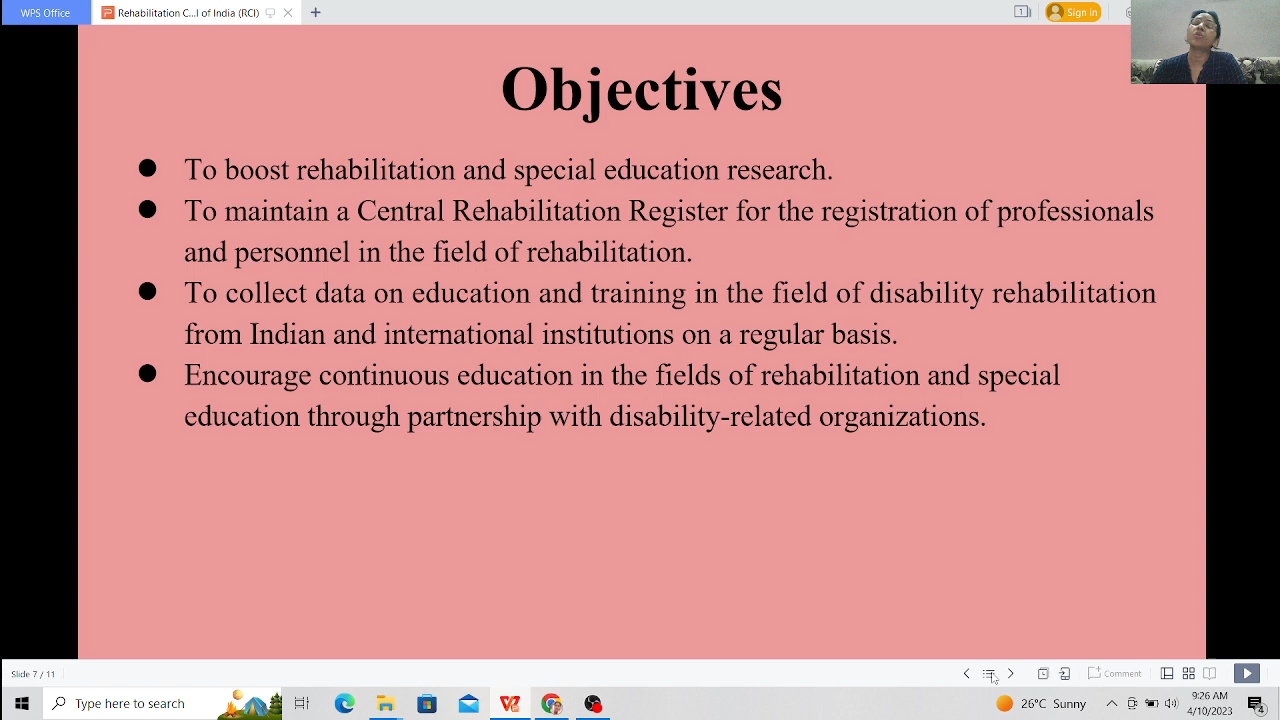 WPS Office
Rehabilitation C...l of India (RCI)
Sign in
Objectives
● To boost rehabilitation and special education research.
● To maintain a Central Rehabilitation Register for the registration of professionals
and personnel in the field of rehabilitation.
● To collect data on education and training in the field of disability rehabilitation
from Indian and international institutions on a regular basis.
● Encourage continuous education in the fields of rehabilitation and special
education through partnership with disability-related organizations.
Slide 7 / 11
Comment
Type here to search
26°C Sunny
9:26 AM
4/10/2023